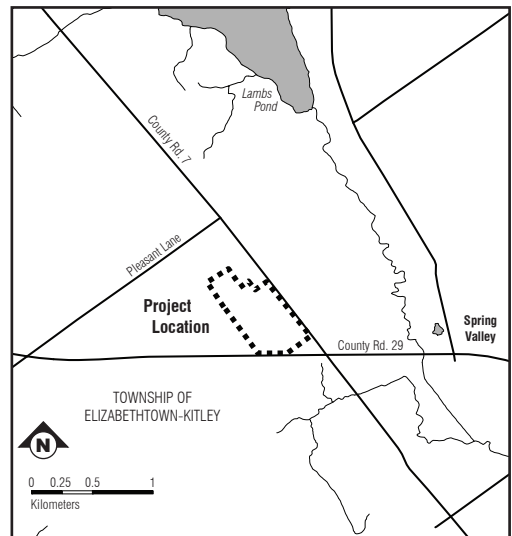 Lambs
Pond
County Rd. 7
Pleasant Lane
Project
Location
Spring
Valley
County Rd. 29
TOWNSHIP OF
ELIZABETHTOWN-KITLEY
N
0 0.25 0.5 1
Kilometers